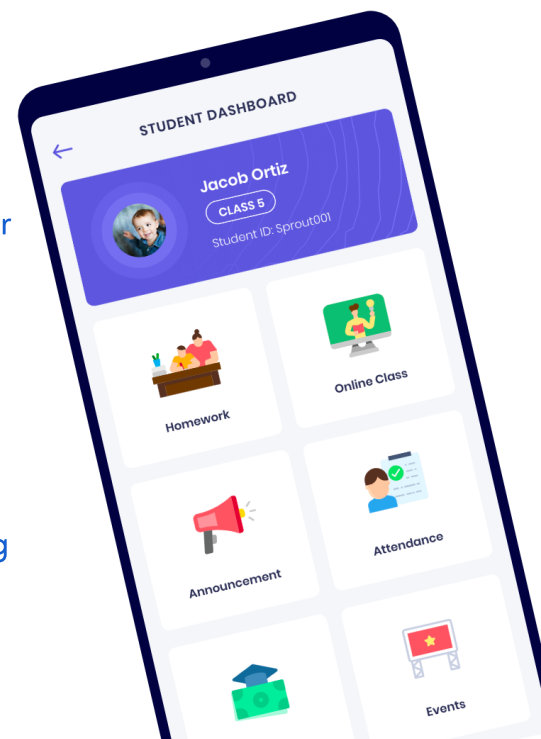 STUDENT DASHBOARD
Jacob Ortiz
CLASS 5
Student ID: Sprout001
r
Homework
Online Class
g
Announcement
Attendance
Events